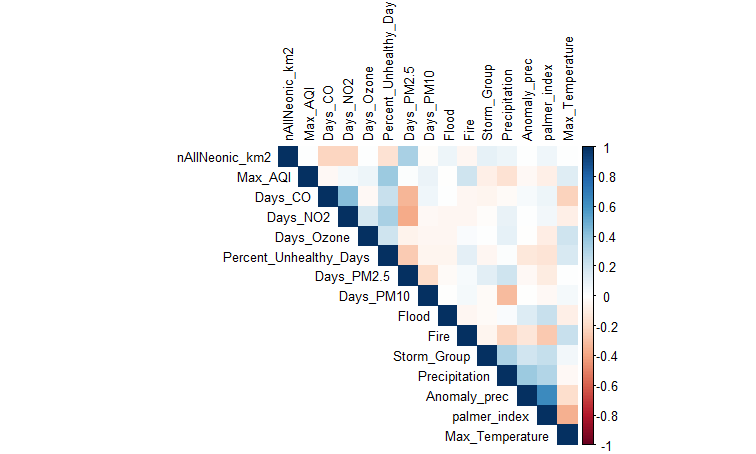 nAllNeonic_km2
Max_AQI
Days_CO
Days_NO2
Days_Ozone
Percent_Unhealthy_Day
Days_PM2.5
Days_PM10
Flood
Fire
Storm_Group
Precipitation
Anomaly_prec
palmer_index
Max_Temperature
nAllNeonic_km2
Max_AQI
Days_CO
Days_NO2
Days_Ozone
Percent_Unhealthy_Days
Days_PM2.5
Days_PM10
Flood
Fire
Storm_Group
Precipitation
Anomaly_prec
palmer_index
Max_Temperature
1
0.8
0.6
0.4
0.2
0
-0.2
-0.4
-0.6
-0.8
-1